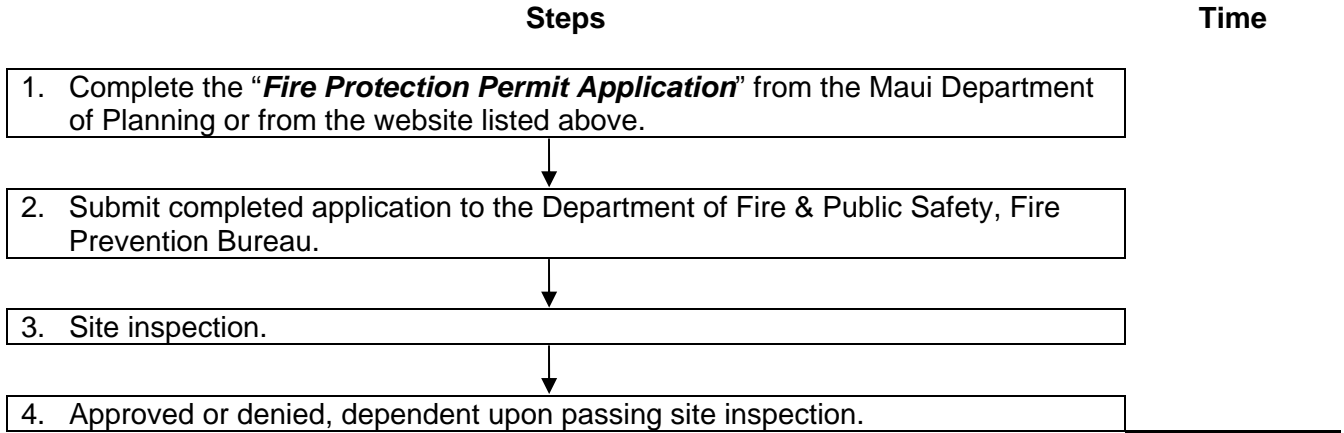 Steps Time
1. Complete the “Fire Protection Permit Application” from the Maui Department
of Planning or from the website listed above.
2. Submit completed application to the Department of Fire & Public Safety, Fire
Prevention Bureau.
3. Site inspection.
4. Approved or denied, dependent upon passing site inspection.